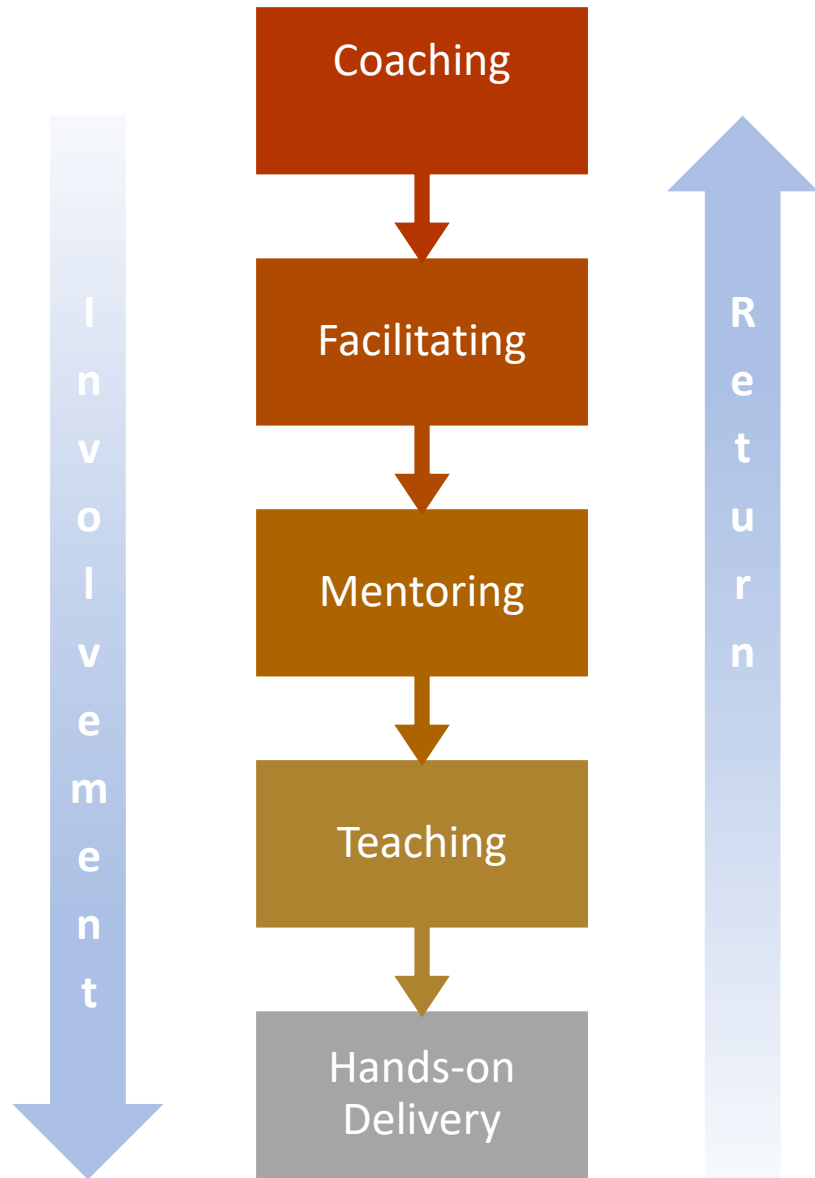 Coaching
Facilitating
Mentoring
Teaching
Hands-on
Delivery
Involvement
Return